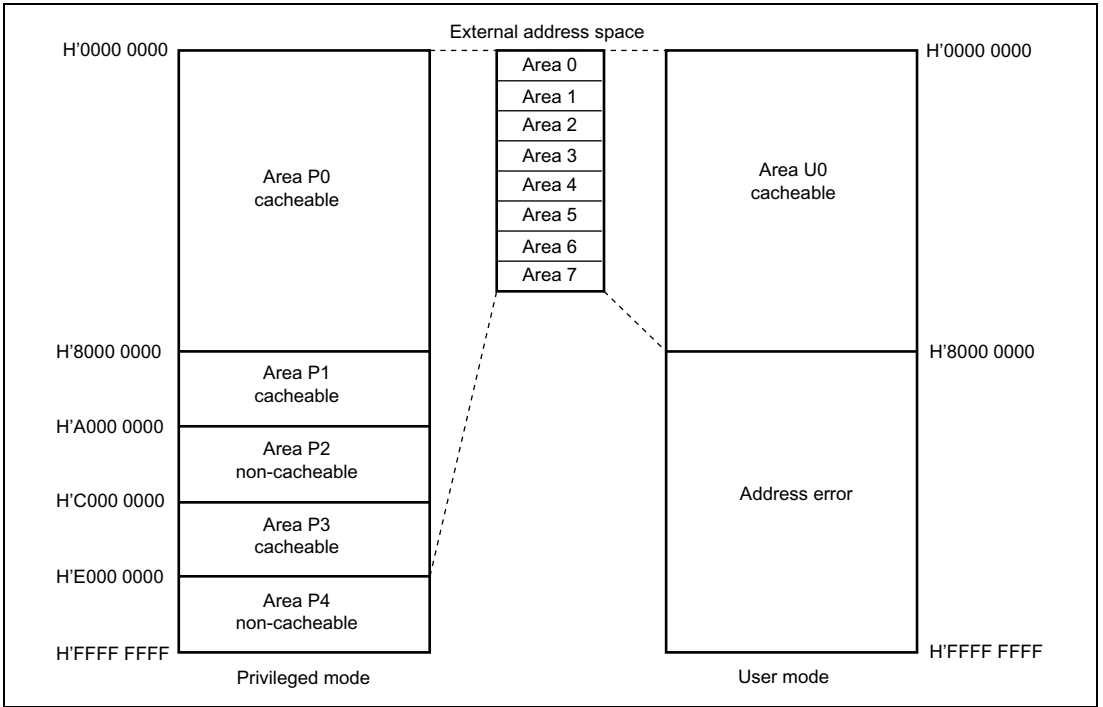 External address space
H'0000 0000
Area P0
cacheable
H'8000 0000
Area P1
cacheable
H'A000 0000
Area P2
non-cacheable
H'C000 0000
Area P3
cacheable
H'E000 0000
Area P4
non-cacheable
H'FFFF FFFF
Privileged mode
Area 0
Area 1
Area 2
Area 3
Area 4
Area 5
Area 6
Area 7
H'0000 0000
Area U0
cacheable
H'8000 0000
Address error
H'FFFF FFFF
User mode